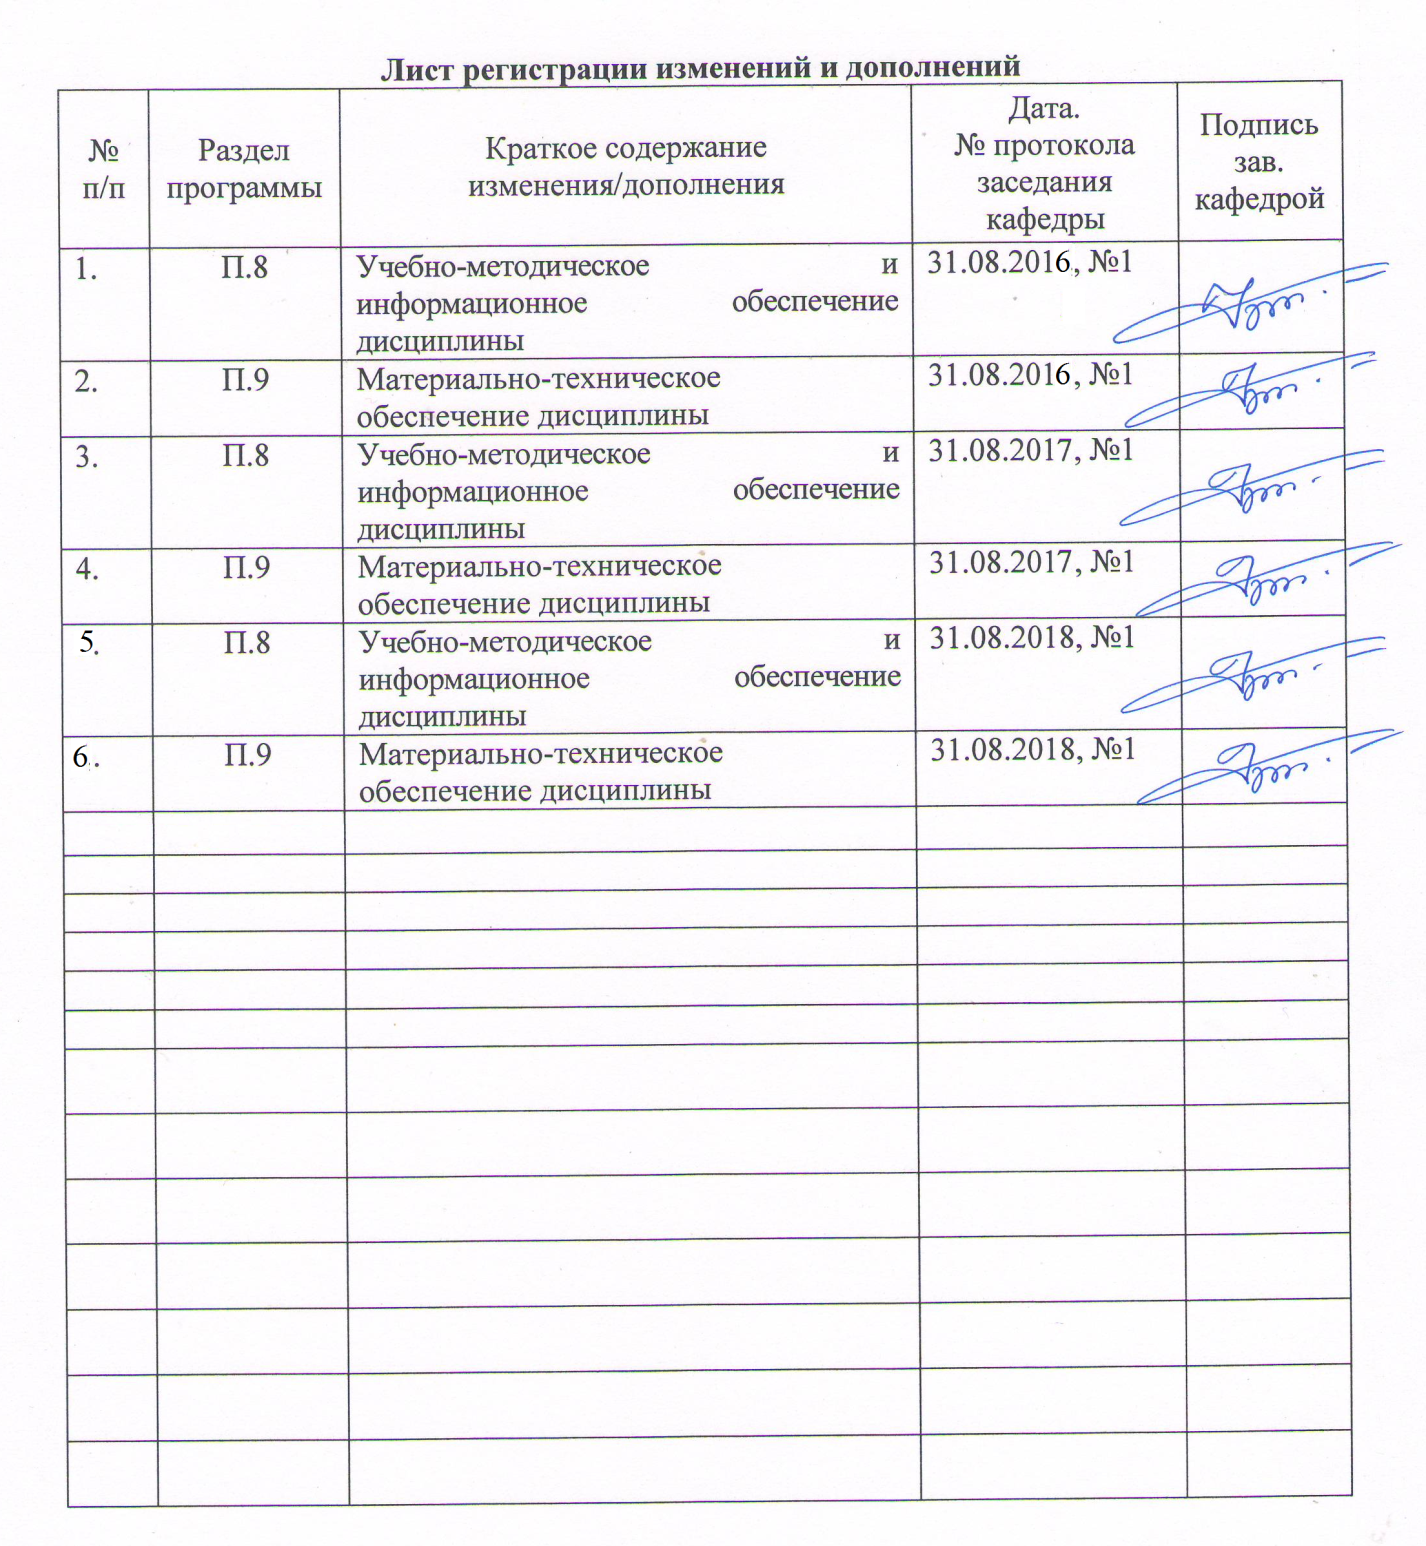 Лист регистрации изменений и дополнений
№
п/п
Раздел
программы
Краткое содержание
изменения/дополнения
Дата.
№ протокола
заседания
кафедры
Подпись
зав.
кафедрой
1.
П.8
Учебно-методическое и
информационное обеспечение
дисциплины
31.08.2016, №1
2.
П.9
Материально-техническое
обеспечение дисциплины
31.08.2016, №1
3.
П.8
Учебно-методическое и
информационное обеспечение
дисциплины
31.08.2017, №1
4.
П.9
Материально-техническое
обеспечение дисциплины
31.08.2017, №1
5.
П.8
Учебно-методическое и
информационное обеспечение
дисциплины
31.08.2018, №1
6.
П.9
Материально-техническое
обеспечение дисциплины
31.08.2018, №1